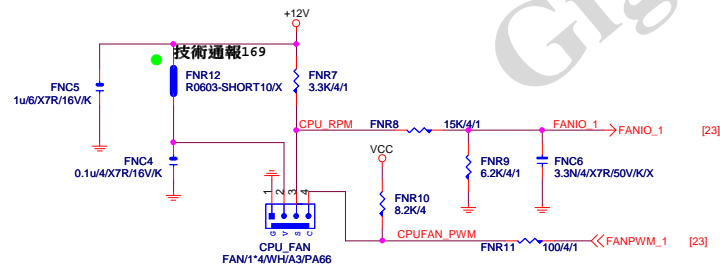 +12V
技術通報169
FNC5
1u/6/X7R/16V/K
FNR12
R0603-SHORT10/X
FNR7
3.3K/4/1
CPU_RPM
FNR8
15K/4/1
FANIO_1
FANIO_1
[23]
FNC4
0.1u/4/X7R/16V/K
VCC
FNR9
6.2K/4/1
FNC6
3.3N/4/X7R/50V/K/X
1
2
3
4
FNR10
8.2K/4
G
V
S
C
CPU_FAN
FAN/1*4/WH/A3/PA66
CPUFAN_PWM
FNR11
100/4/1
FANPWM_1
[23]
Gig